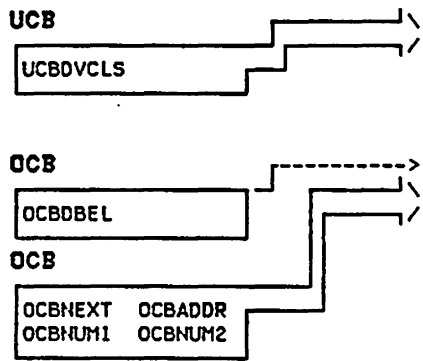 UCB
UCBDVCLS
OCB
OCBDBEL
OCB
OCBNEXT OCBADDR
OCBNUM1 OCBNUM2